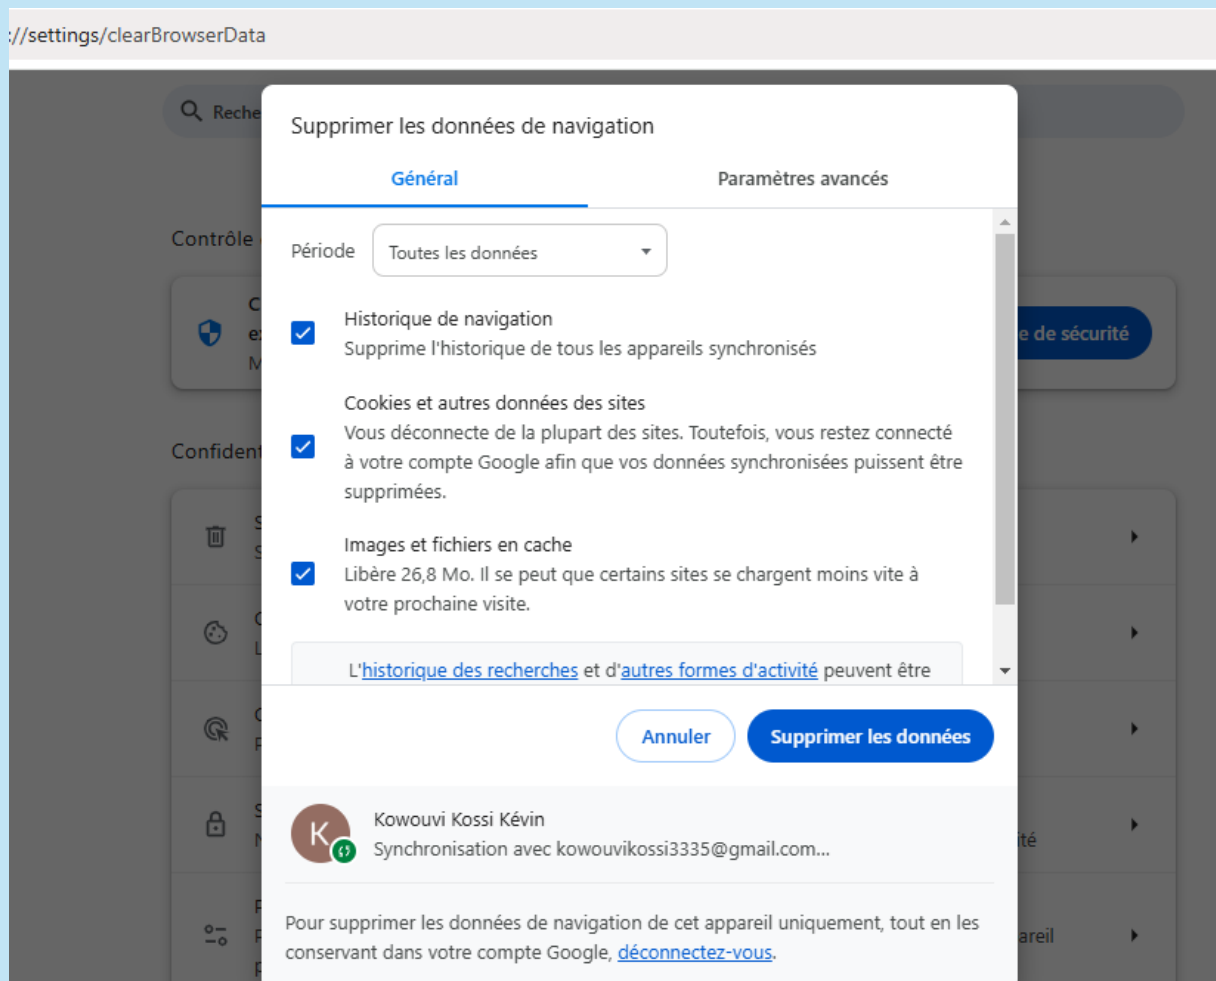 ://settings/clearBrowserData
Reche
Supprimer les données de navigation
Général
Paramètres avancés
Contrôle
Période
Toutes les données
Historique de navigation
Supprime l'historique de tous les appareils synchronisés
e de sécurité
Cookies et autres données des sites
Vous déconnecte de la plupart des sites. Toutefois, vous restez connecté
à votre compte Google afin que vos données synchronisées puissent être
supprimées.
Confident
Images et fichiers en cache
Libère 26,8 Mo. Il se peut que certains sites se chargent moins vite à
votre prochaine visite.
L'historique des recherches et d'autres formes d'activité peuvent être
Annuler
Supprimer les données
K
Kowouvi Kossi Kévin
Synchronisation avec kowouvikossi3335@gmail.com...
ité
Pour supprimer les données de navigation de cet appareil uniquement, tout en les
conservant dans votre compte Google, déconnectez-vous.
areil